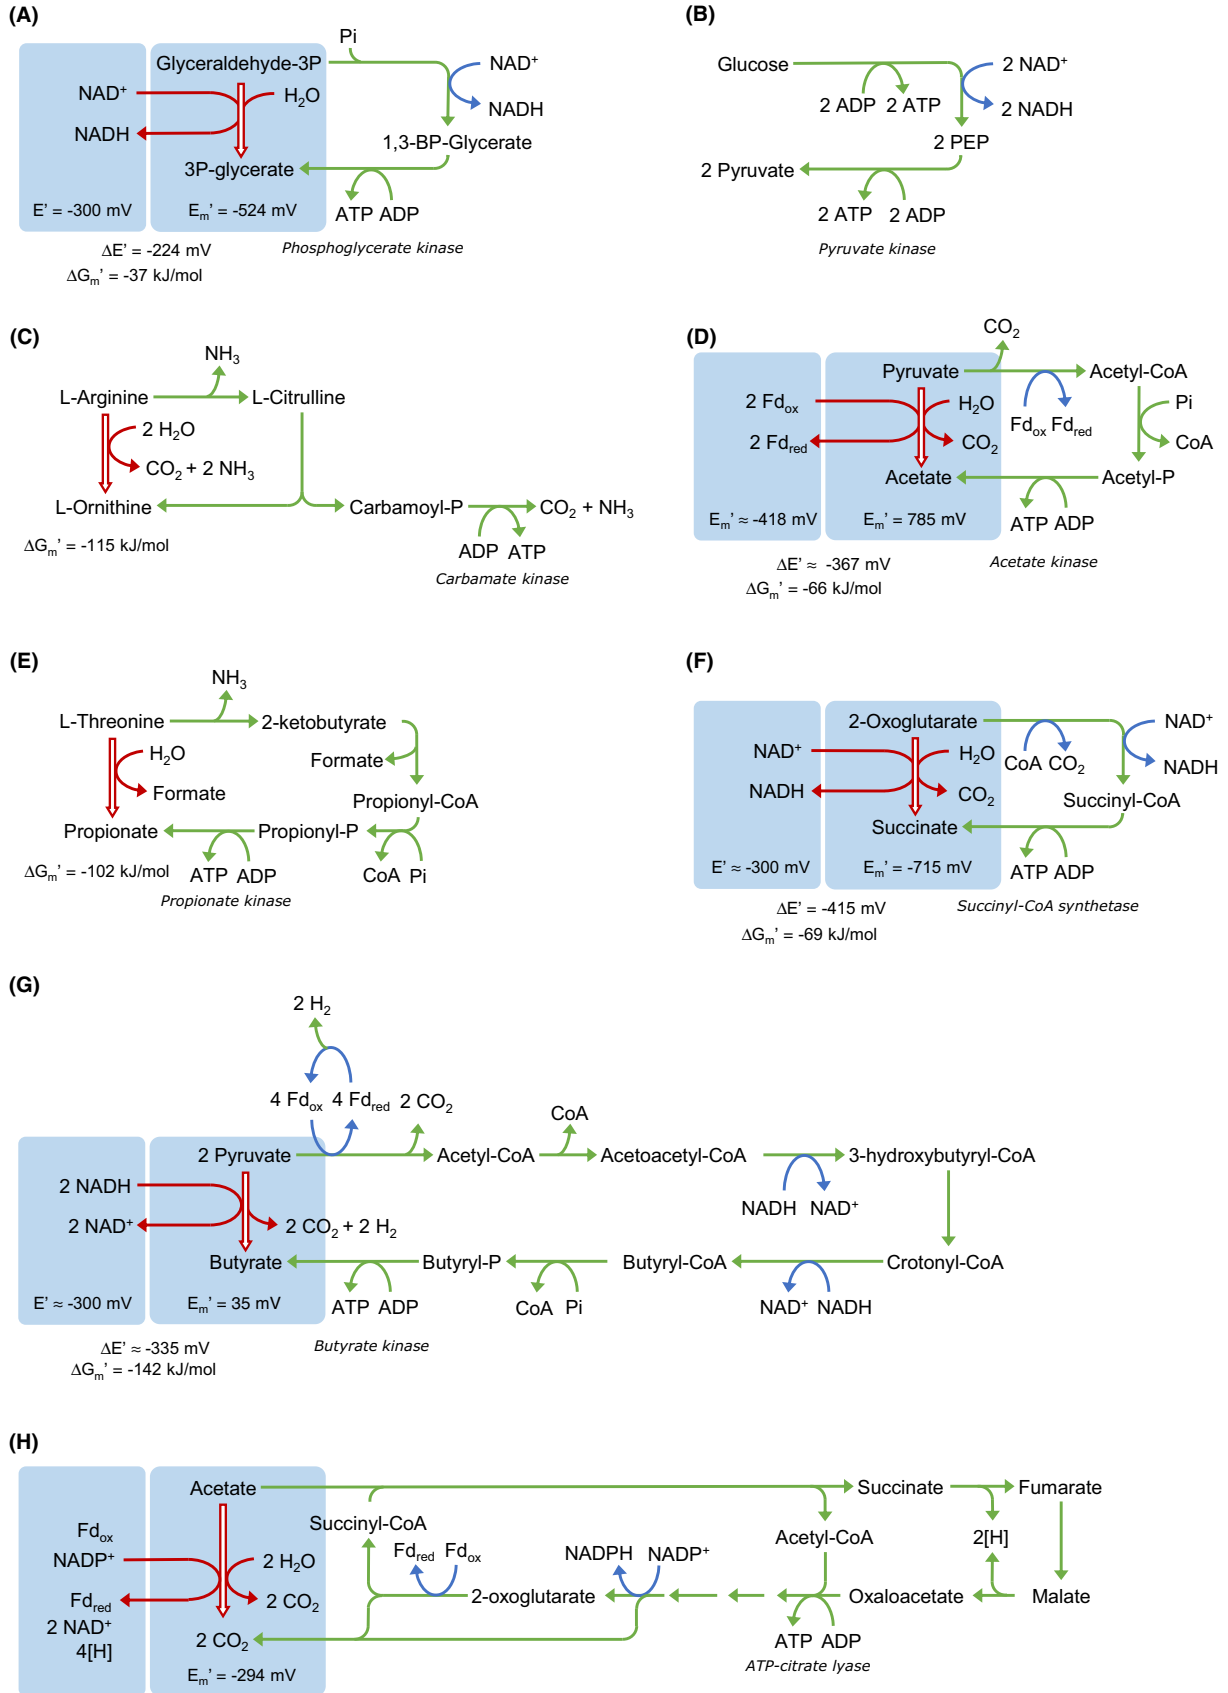 (A)
Pi
Glyceraldehyde-3P
NAD⁺
NAD⁺
H₂O
NADH
NADH
1,3-BP-Glycerate
3P-glycerate
E' = -300 mV
Eₘ' = -524 mV
ATP ADP
ΔE' = -224 mV
Phosphoglycerate kinase
ΔGₘ' = -37 kJ/mol
(B)
Glucose
2 NAD⁺
2 ADP 2 ATP
2 NADH
2 PEP
2 Pyruvate
2 ATP 2 ADP
Pyruvate kinase
(C)
NH₃
L-Arginine
L-Citrulline
2 H₂O
CO₂ + 2 NH₃
L-Ornithine
Carbamoyl-P
CO₂ + NH₃
ΔGₘ' = -115 kJ/mol
ADP ATP
Carbamate kinase
(D)
CO₂
Pyruvate
Acetyl-CoA
2 Fdₒₓ
H₂O
Pi
Fdₒₓ Fd_red
2 Fd_red
CO₂
CoA
Acetate
Acetyl-P
Eₘ' ≈ -418 mV
Eₘ' = 785 mV
ATP ADP
ΔE' ≈ -367 mV
Acetate kinase
ΔGₘ' = -66 kJ/mol
(E)
NH₃
L-Threonine
2-ketobutyrate
H₂O
Formate
Formate
Propionyl-CoA
Propionate
Propionyl-P
ΔGₘ' = -102 kJ/mol
ATP ADP
CoA Pi
Propionate kinase
(F)
2-Oxoglutarate
NAD⁺
NAD⁺
H₂O
CoA CO₂
NADH
NADH
CO₂
Succinyl-CoA
Succinate
E' ≈ -300 mV
Eₘ' = -715 mV
ATP ADP
ΔE' = -415 mV
Succinyl-CoA synthetase
ΔGₘ' = -69 kJ/mol
(G)
2 H₂
4 Fdₒₓ 4 Fd_red 2 CO₂
CoA
2 Pyruvate
Acetyl-CoA
Acetoacetyl-CoA
3-hydroxybutyryl-CoA
2 NADH
NADH NAD⁺
2 NAD⁺
2 CO₂ + 2 H₂
Butyrate
Butyryl-P
Butyryl-CoA
Crotonyl-CoA
E' ≈ -300 mV
Eₘ' = 35 mV
ATP ADP
CoA Pi
NAD⁺ NADH
ΔE' ≈ -335 mV
Butyrate kinase
ΔGₘ' = -142 kJ/mol
(H)
Acetate
Succinate
Fumarate
Succinyl-CoA
Acetyl-CoA
2[H]
Fdₒₓ
NADP⁺
2 H₂O
Fd_red Fdₒₓ
NADPH NADP⁺
Fd_red
2 CO₂
2-oxoglutarate
Oxaloacetate
Malate
2 NAD⁺
4[H]
2 CO₂
ATP ADP
Eₘ' = -294 mV
ATP-citrate lyase